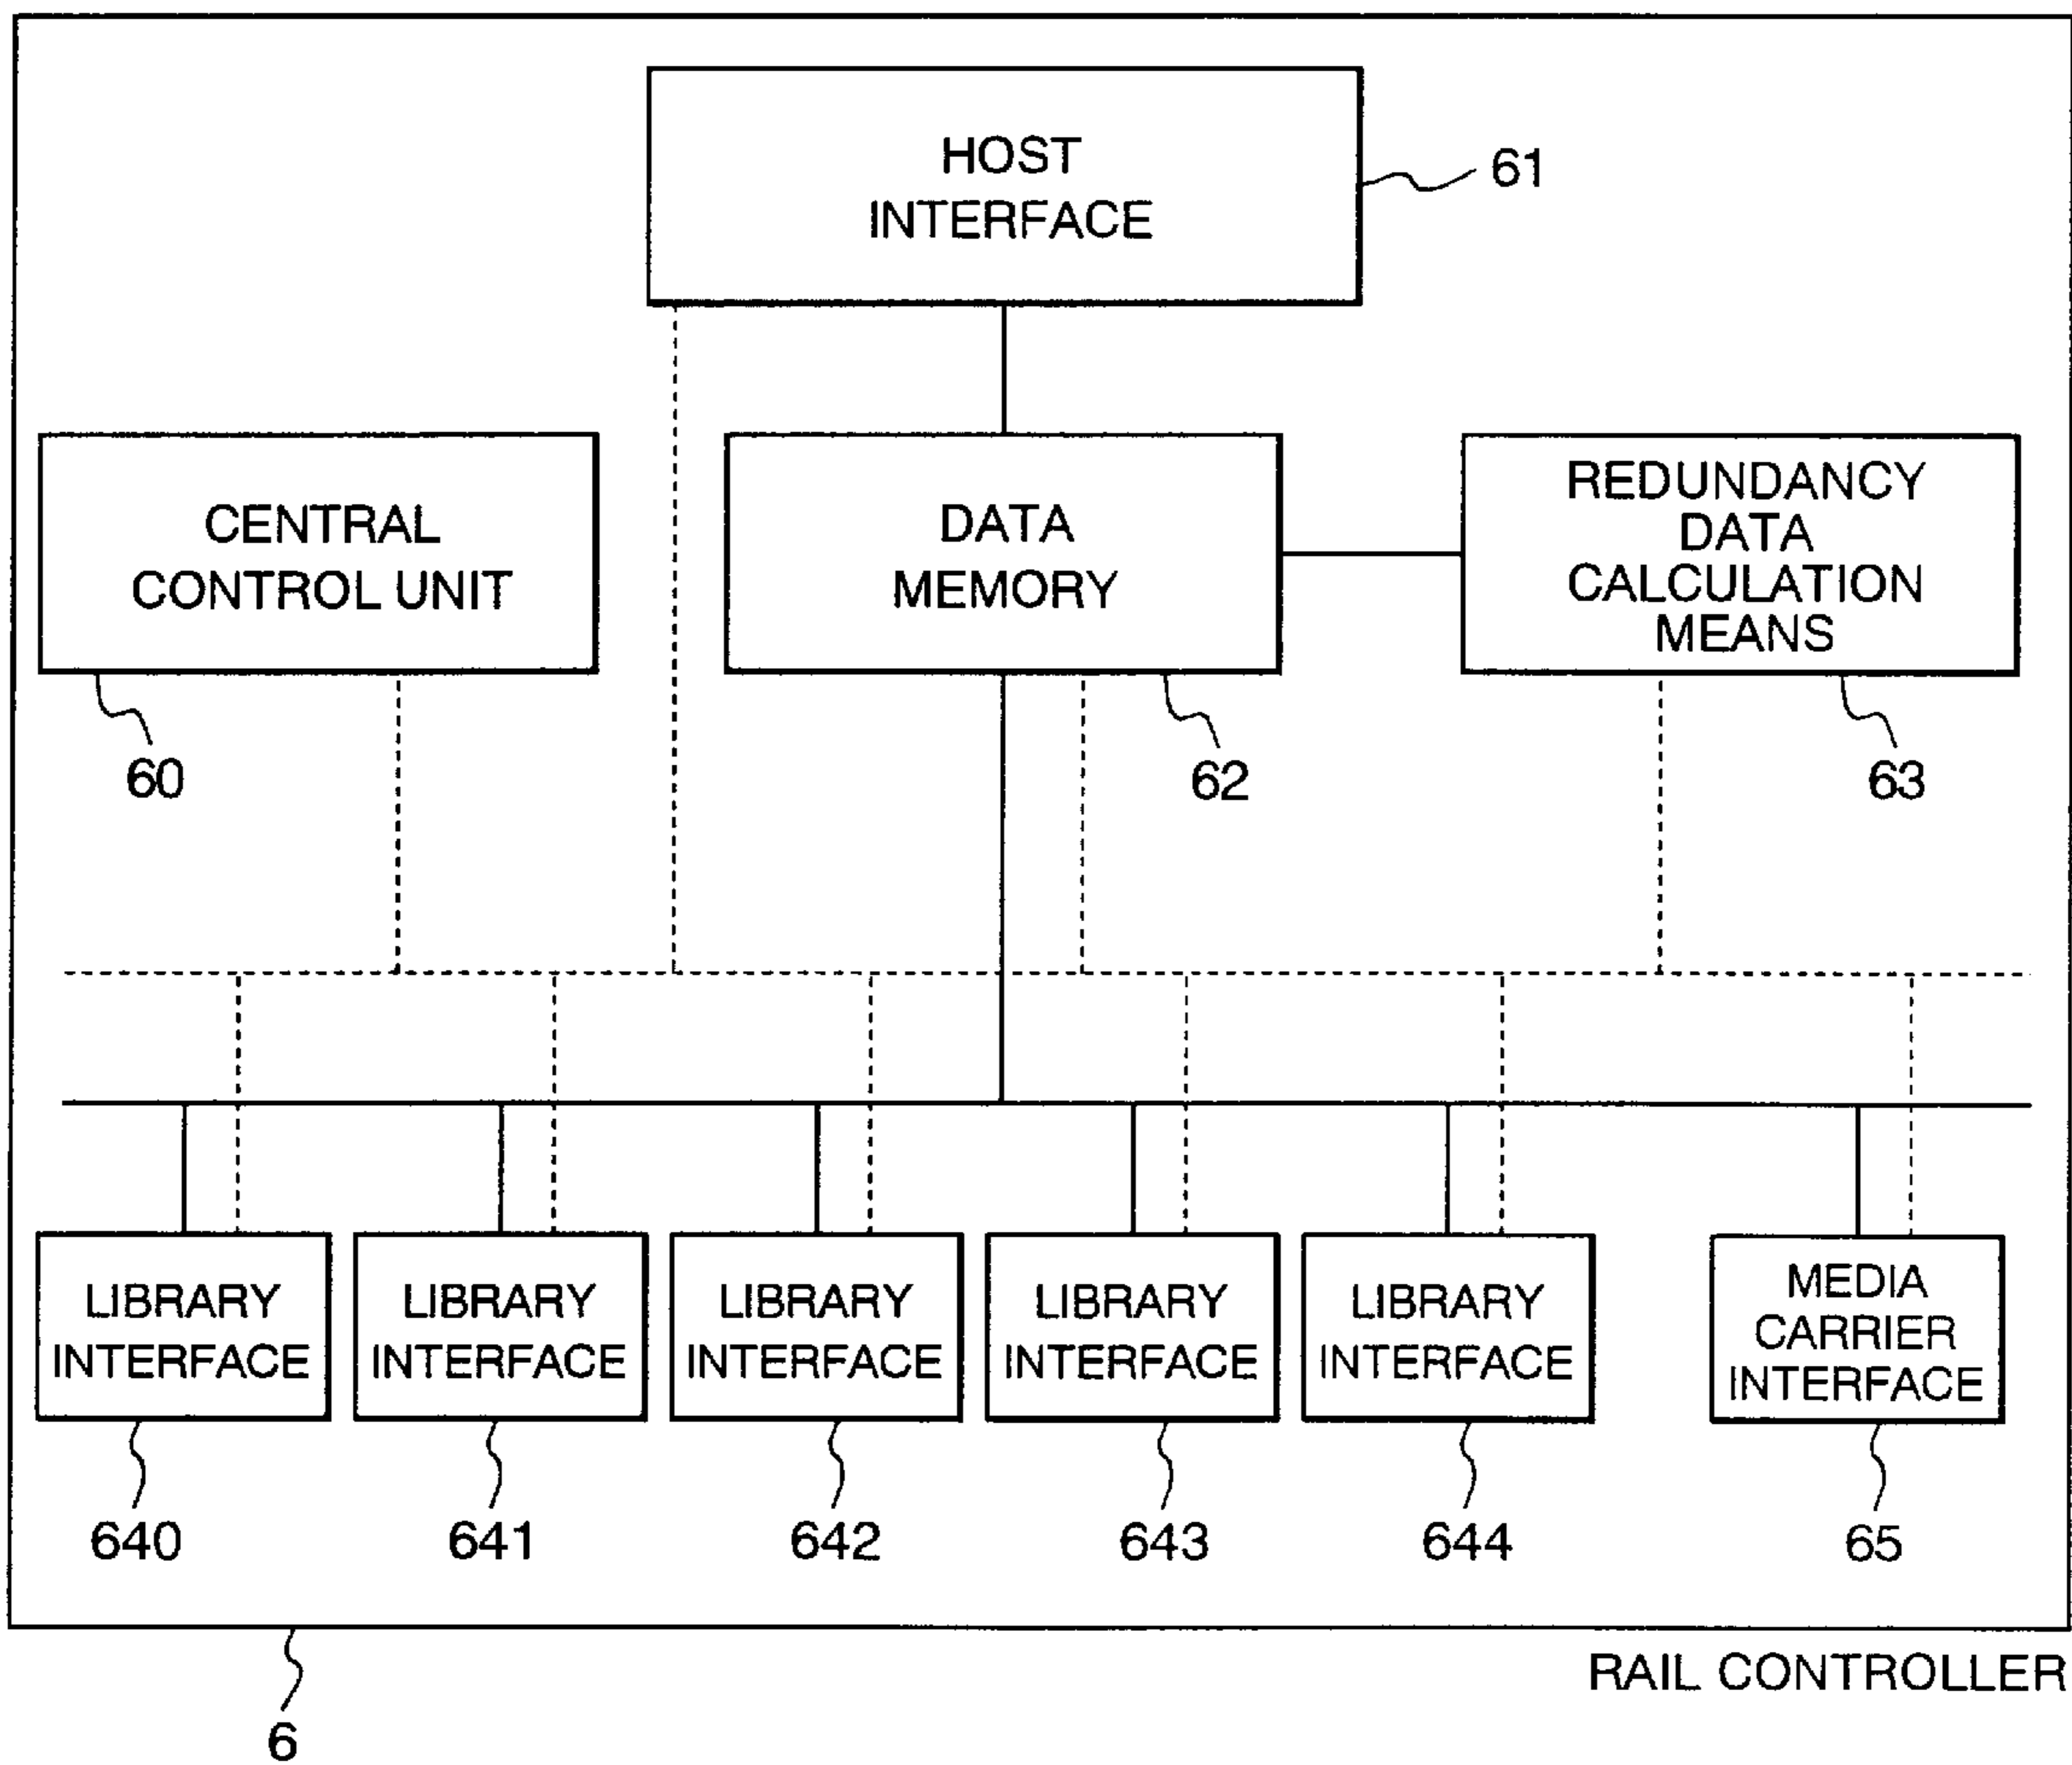 HOST
INTERFACE
61
CENTRAL
CONTROL UNIT
60
DATA
MEMORY
62
REDUNDANCY
DATA
CALCULATION
MEANS
63
LIBRARY
INTERFACE
640
LIBRARY
INTERFACE
641
LIBRARY
INTERFACE
642
LIBRARY
INTERFACE
643
LIBRARY
INTERFACE
644
MEDIA
CARRIER
INTERFACE
65
RAIL CONTROLLER
6